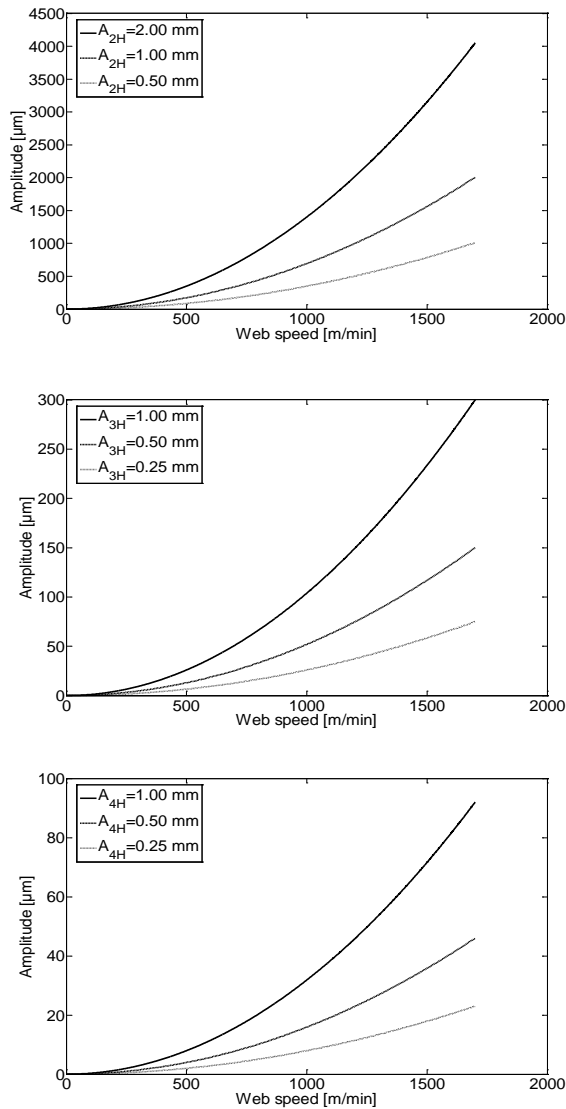 4500
4000
3500
3000
2500
2000
1500
1000
500
0
Amplitude [µm]
A2H=2.00 mm
A2H=1.00 mm
A2H=0.50 mm
0 500 1000 1500 2000
Web speed [m/min]
300
250
200
150
100
50
0
Amplitude [µm]
A3H=1.00 mm
A3H=0.50 mm
A3H=0.25 mm
0 500 1000 1500 2000
Web speed [m/min]
100
80
60
40
20
0
Amplitude [µm]
A4H=1.00 mm
A4H=0.50 mm
A4H=0.25 mm
0 500 1000 1500 2000
Web speed [m/min]